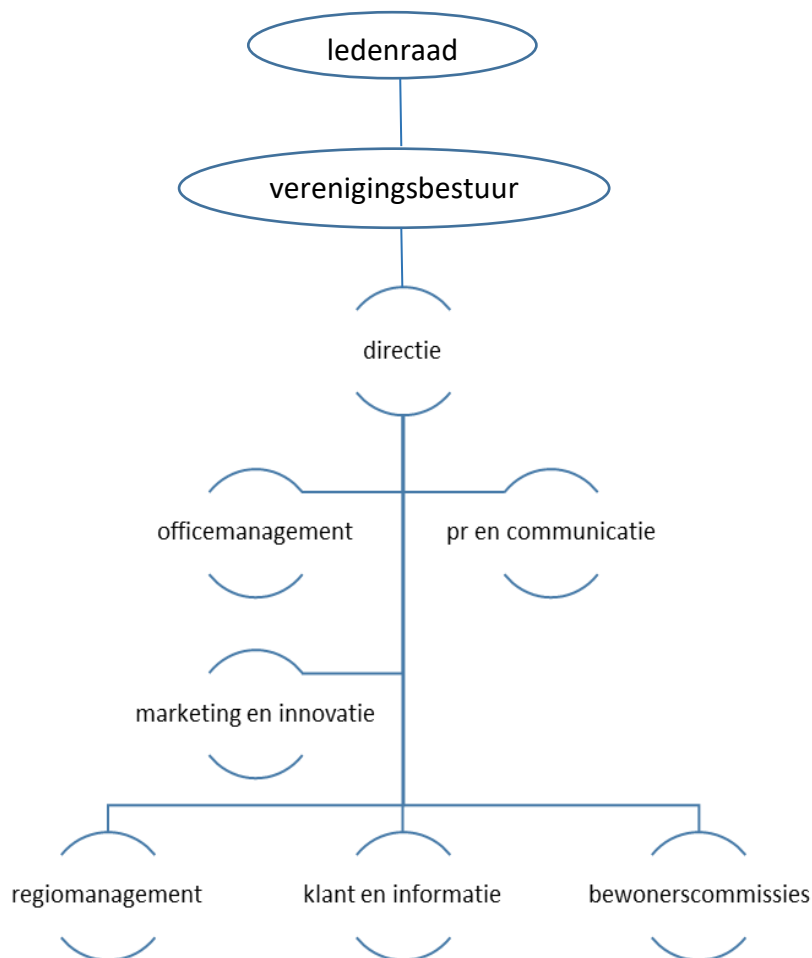 ledenraad
verenigingsbestuur
directie
officemanagement
pr en communicatie
marketing en innovatie
regiomanagement
klant en informatie
bewonerscommissies